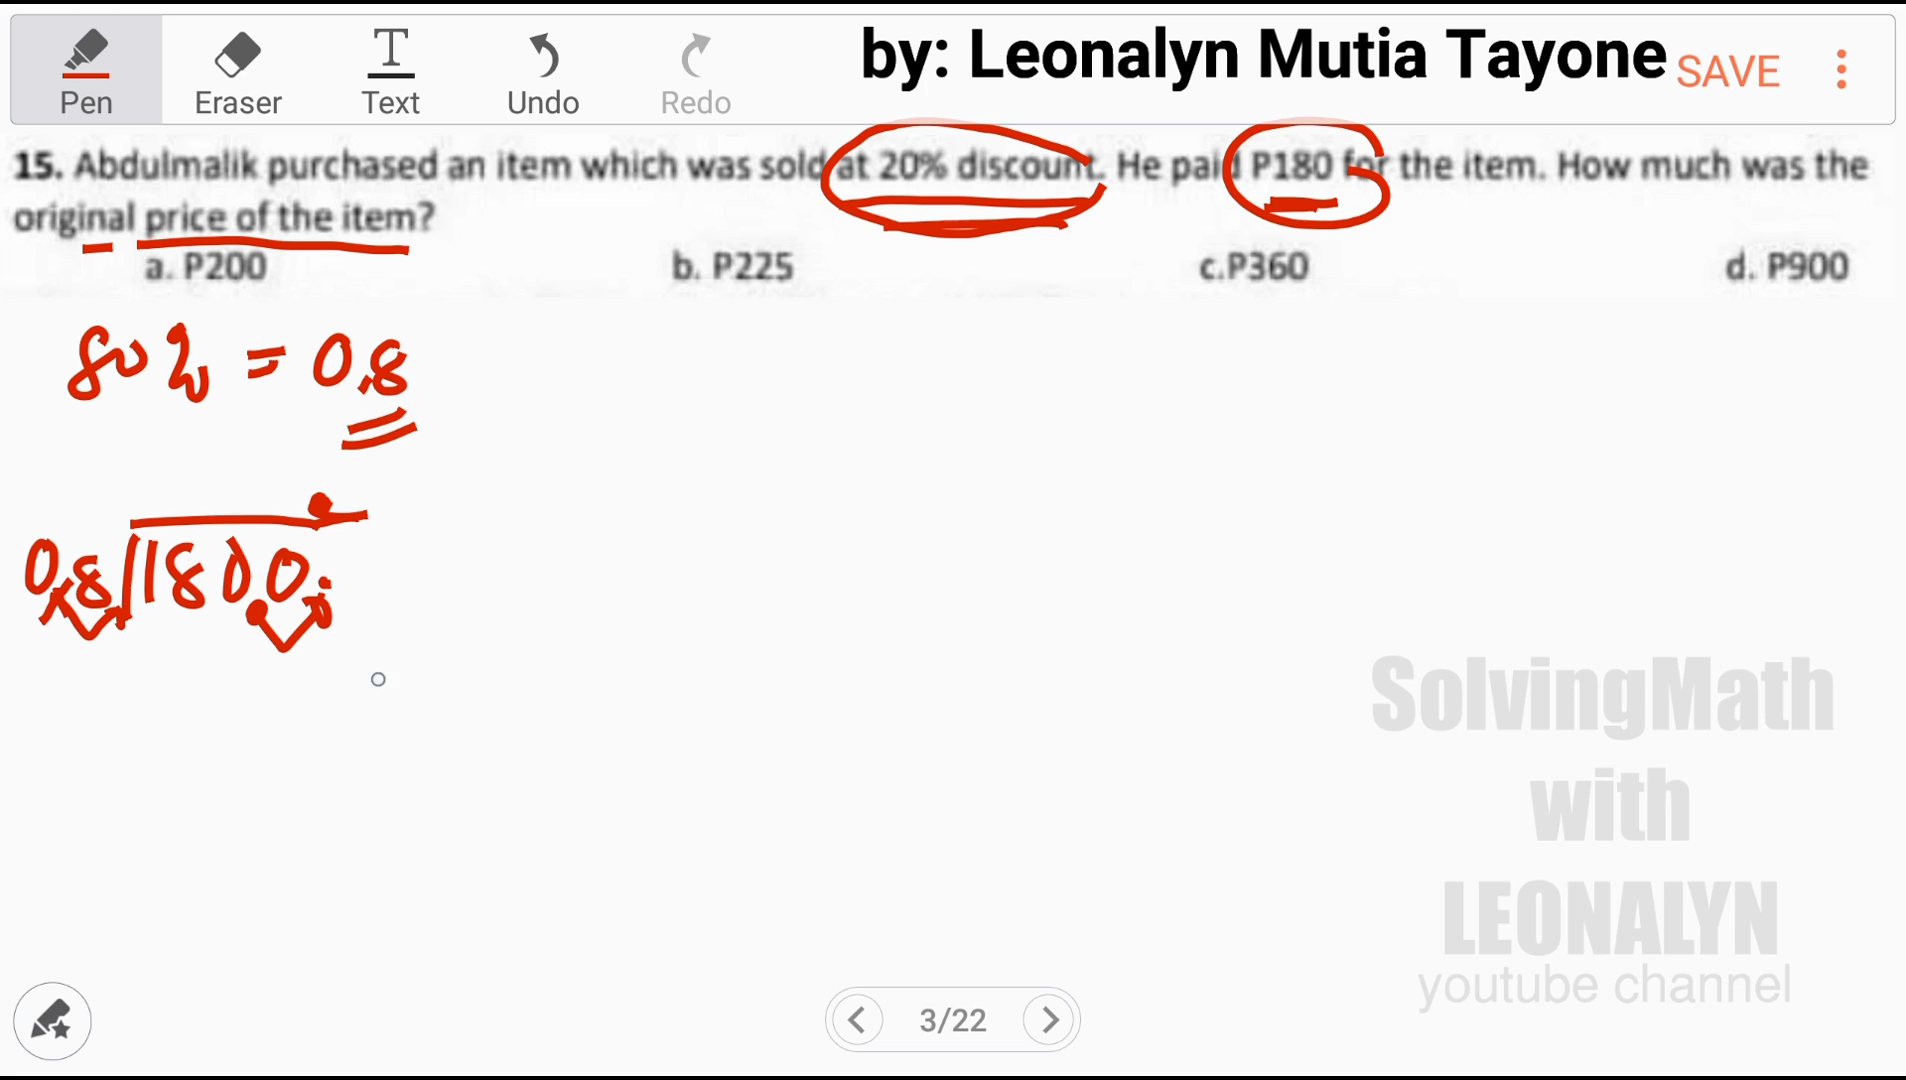 Pen
Eraser
Text
Undo
Redo
by: Leonalyn Mutia Tayone
SAVE
15. Abdulmalik purchased an item which was sold at 20% discount. He paid P180 for the item. How much was the
original price of the item?
a. P200 b. P225 c.P360 d. P900
80% = 0.8
0.8 180.0.
SolvingMath
with
LEONALYN
youtube channel
3/22